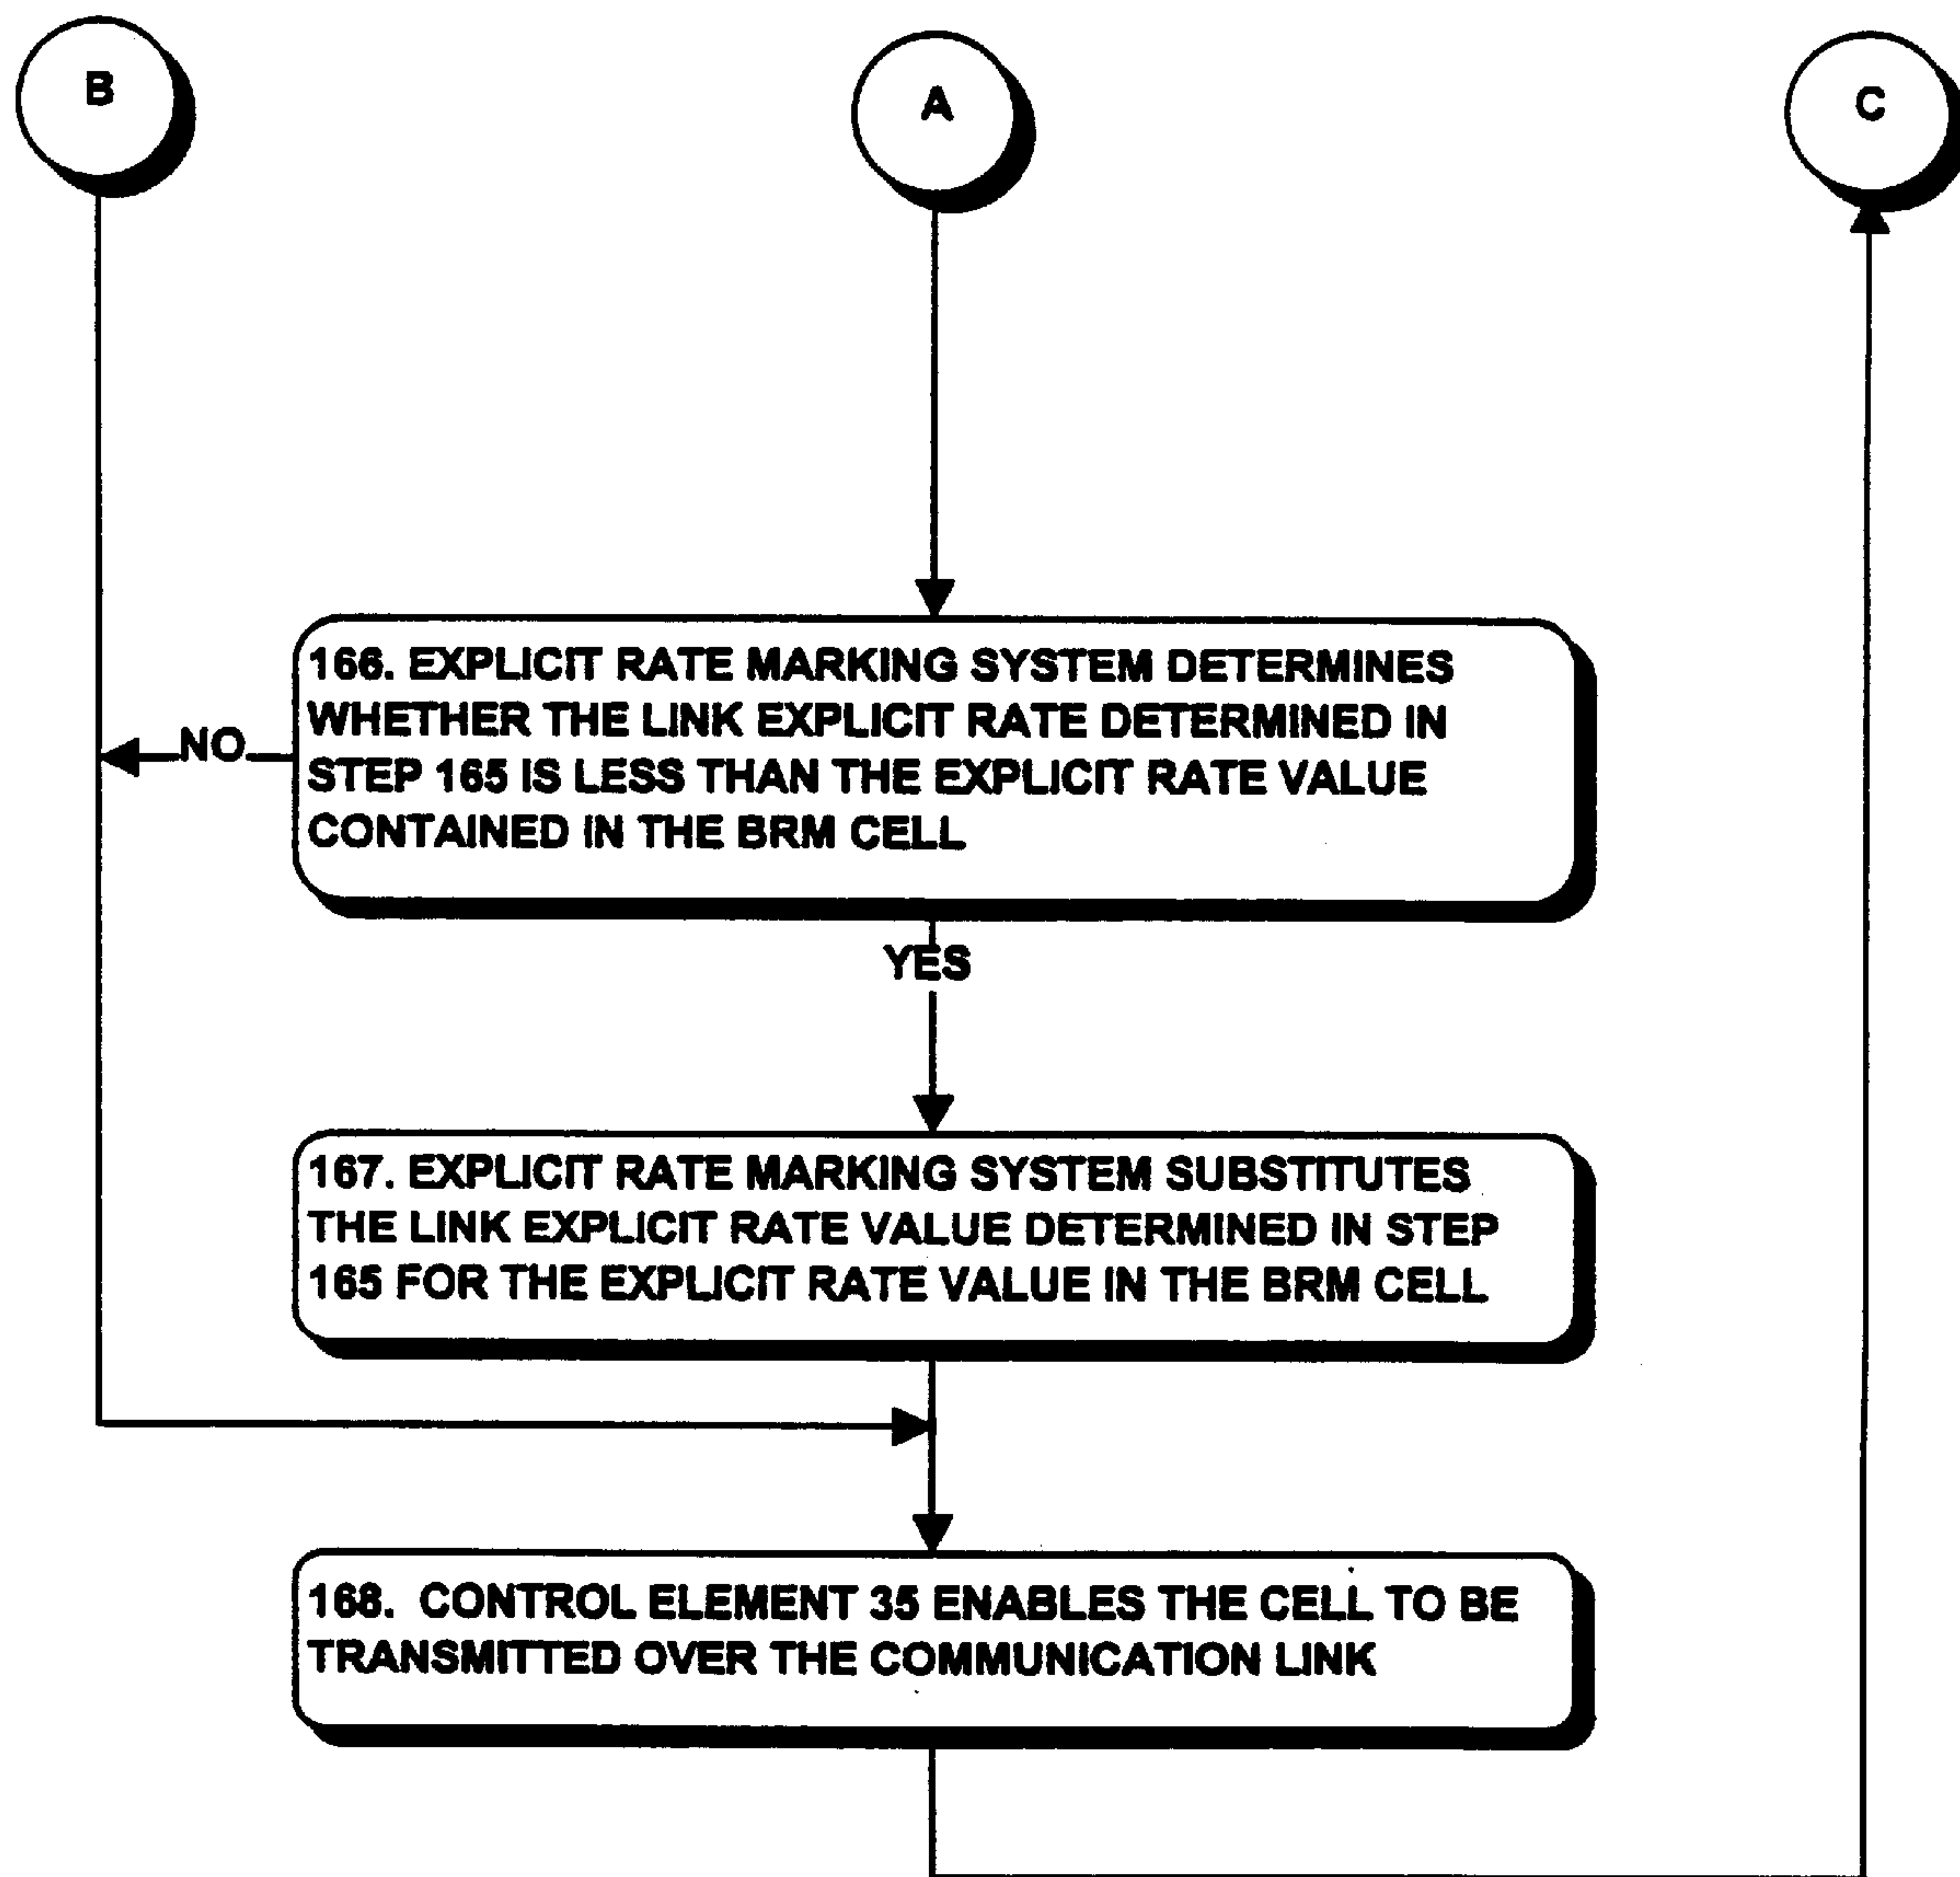 B
A
C
166. EXPLICIT RATE MARKING SYSTEM DETERMINES
WHETHER THE LINK EXPLICIT RATE DETERMINED IN
STEP 165 IS LESS THAN THE EXPLICIT RATE VALUE
CONTAINED IN THE BRM CELL
NO
YES
167. EXPLICIT RATE MARKING SYSTEM SUBSTITUTES
THE LINK EXPLICIT RATE VALUE DETERMINED IN STEP
165 FOR THE EXPLICIT RATE VALUE IN THE BRM CELL
168. CONTROL ELEMENT 35 ENABLES THE CELL TO BE
TRANSMITTED OVER THE COMMUNICATION LINK